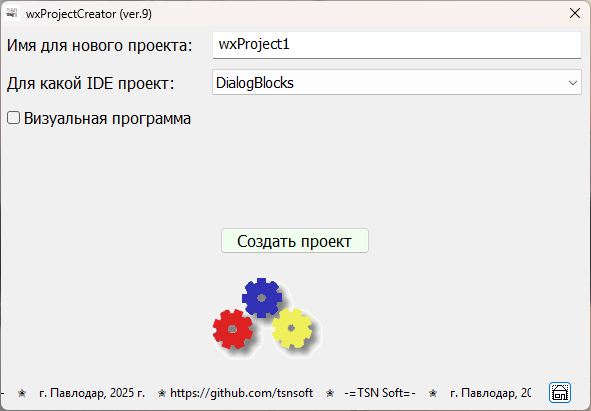 wxProjectCreator (ver.9)
Имя для нового проекта: wxProject1
Для какой IDE проект: DialogBlocks
Визуальная программа
Создать проект
- ✬ г. Павлодар, 2025 г. ✬ https://github.com/tsnsoft ✬ -=TSN Soft=- ✬ г. Павлодар, 20